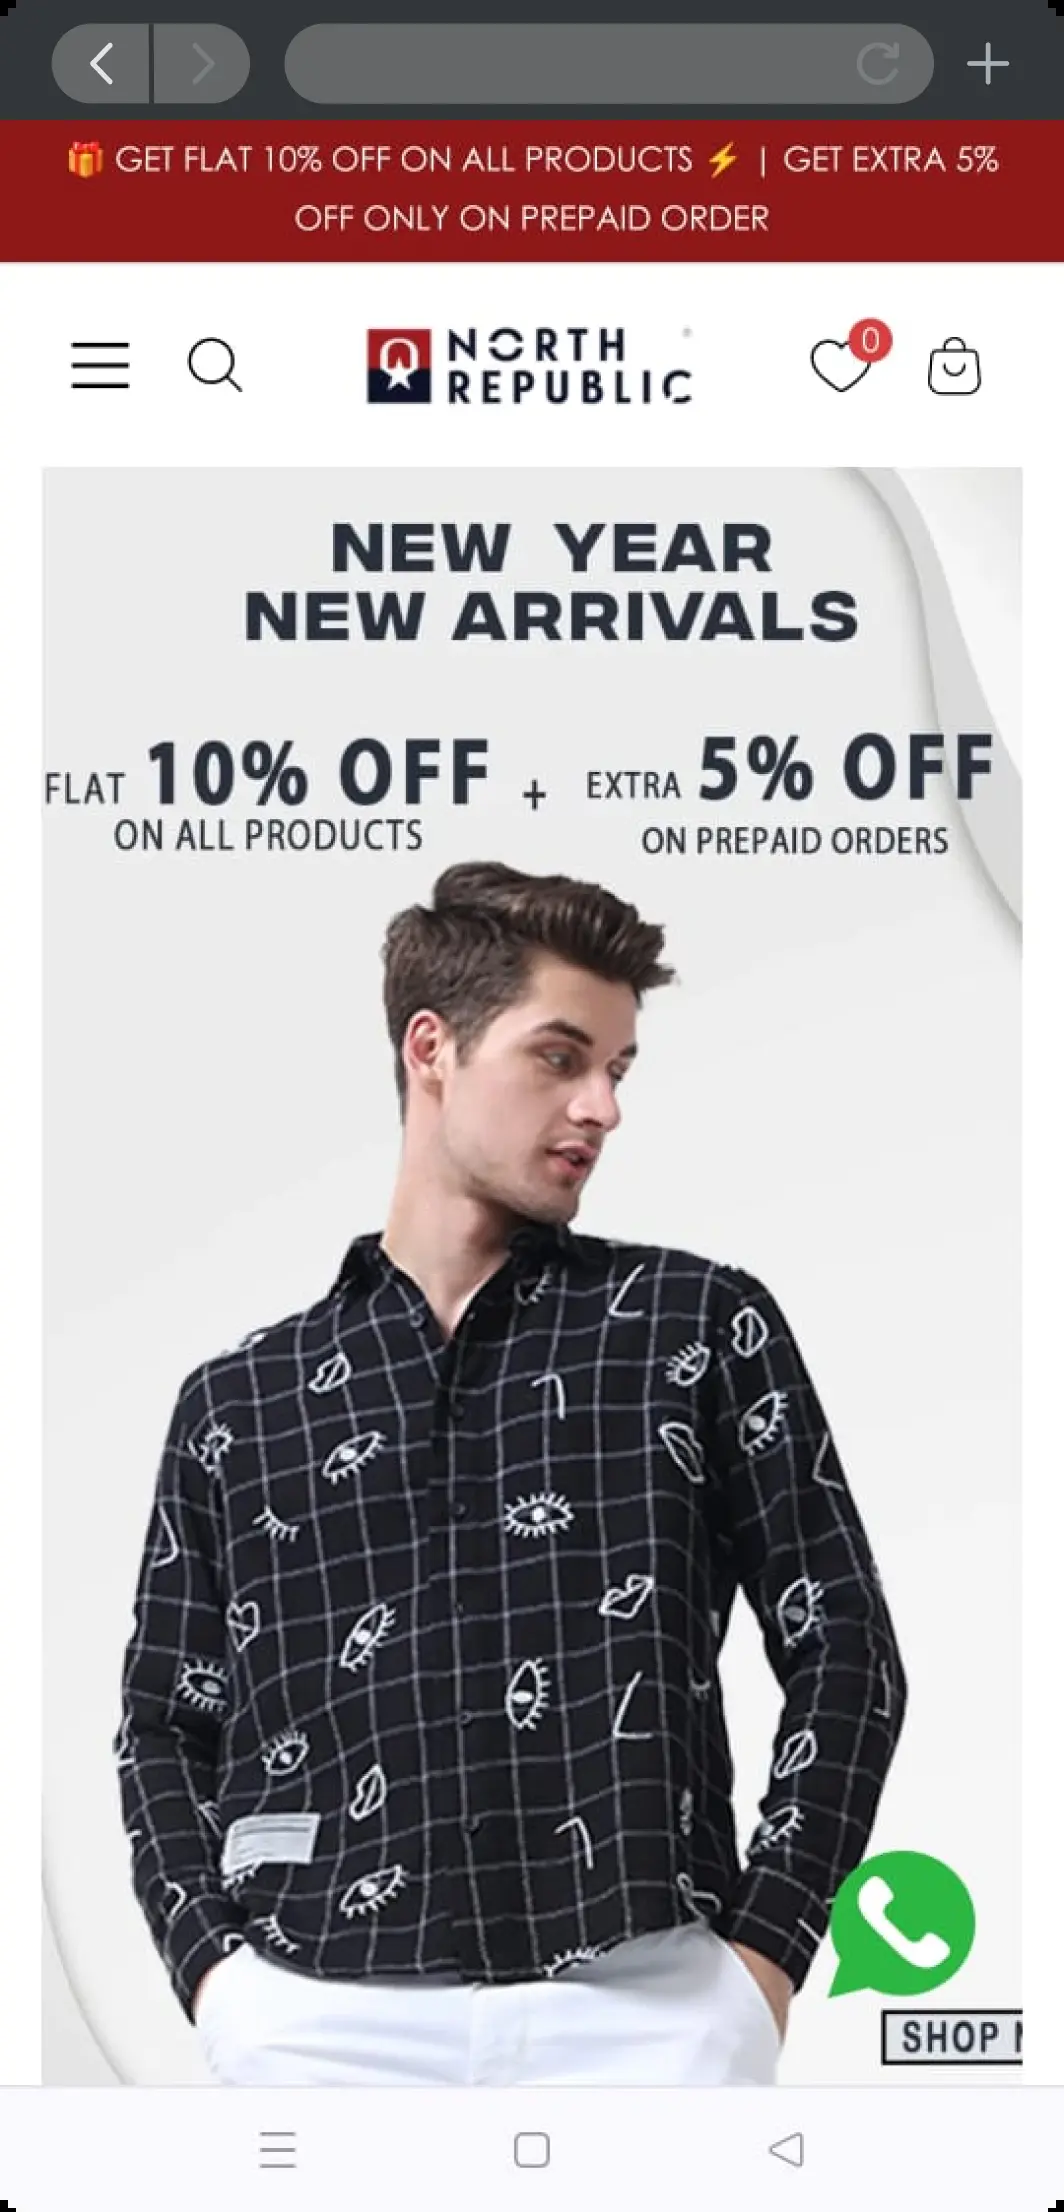 🎁 GET FLAT 10% OFF ON ALL PRODUCTS ⚡ | GET EXTRA 5%
OFF ONLY ON PREPAID ORDER
NORTH
REPUBLIC
0
NEW YEAR
NEW ARRIVALS
FLAT 10% OFF + EXTRA 5% OFF
ON ALL PRODUCTS ON PREPAID ORDERS
SHOP